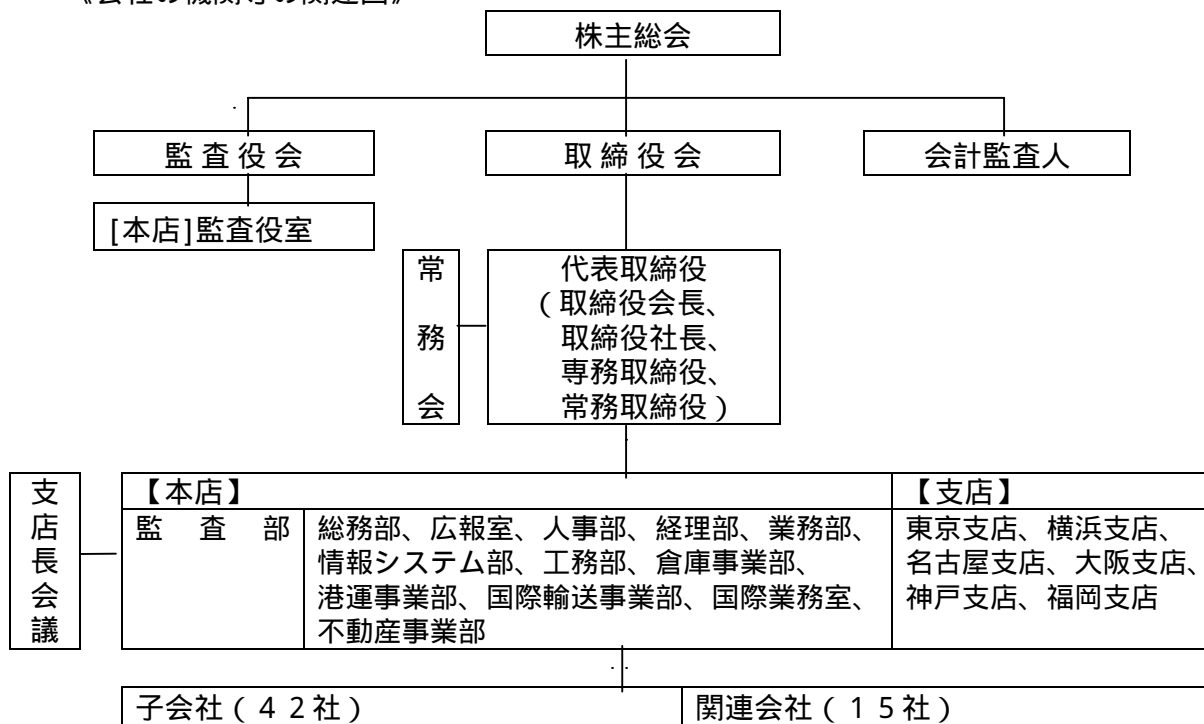 《会社の機関等の関連図》
株主総会
監査役会
取締役会
会計監査人
[本店]監査役室
常務会
代表取締役
(取締役会長、
取締役社長、
専務取締役、
常務取締役)
支店長会議
【本店】
【支店】
監査部
総務部、広報室、人事部、経理部、業務部、
情報システム部、工務部、倉庫事業部、
港運事業部、国際輸送事業部、国際業務室、
不動産事業部
東京支店、横浜支店、
名古屋支店、大阪支店、
神戸支店、福岡支店
子会社(42社)
関連会社(15社)